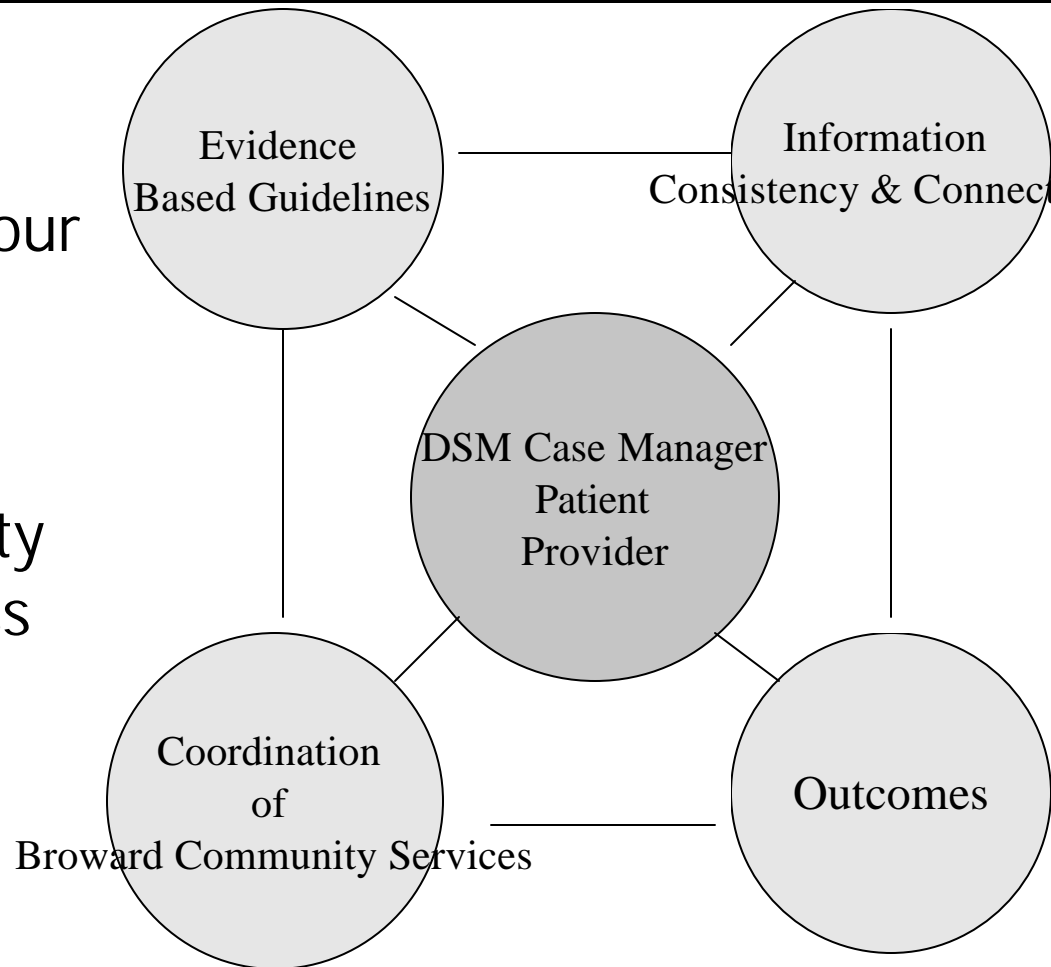 Evidence
Based Guidelines
Information
Consistency & Connect
our
DSM Case Manager
Patient
Provider
ty
s
Coordination
of
Broward Community Services
Outcomes